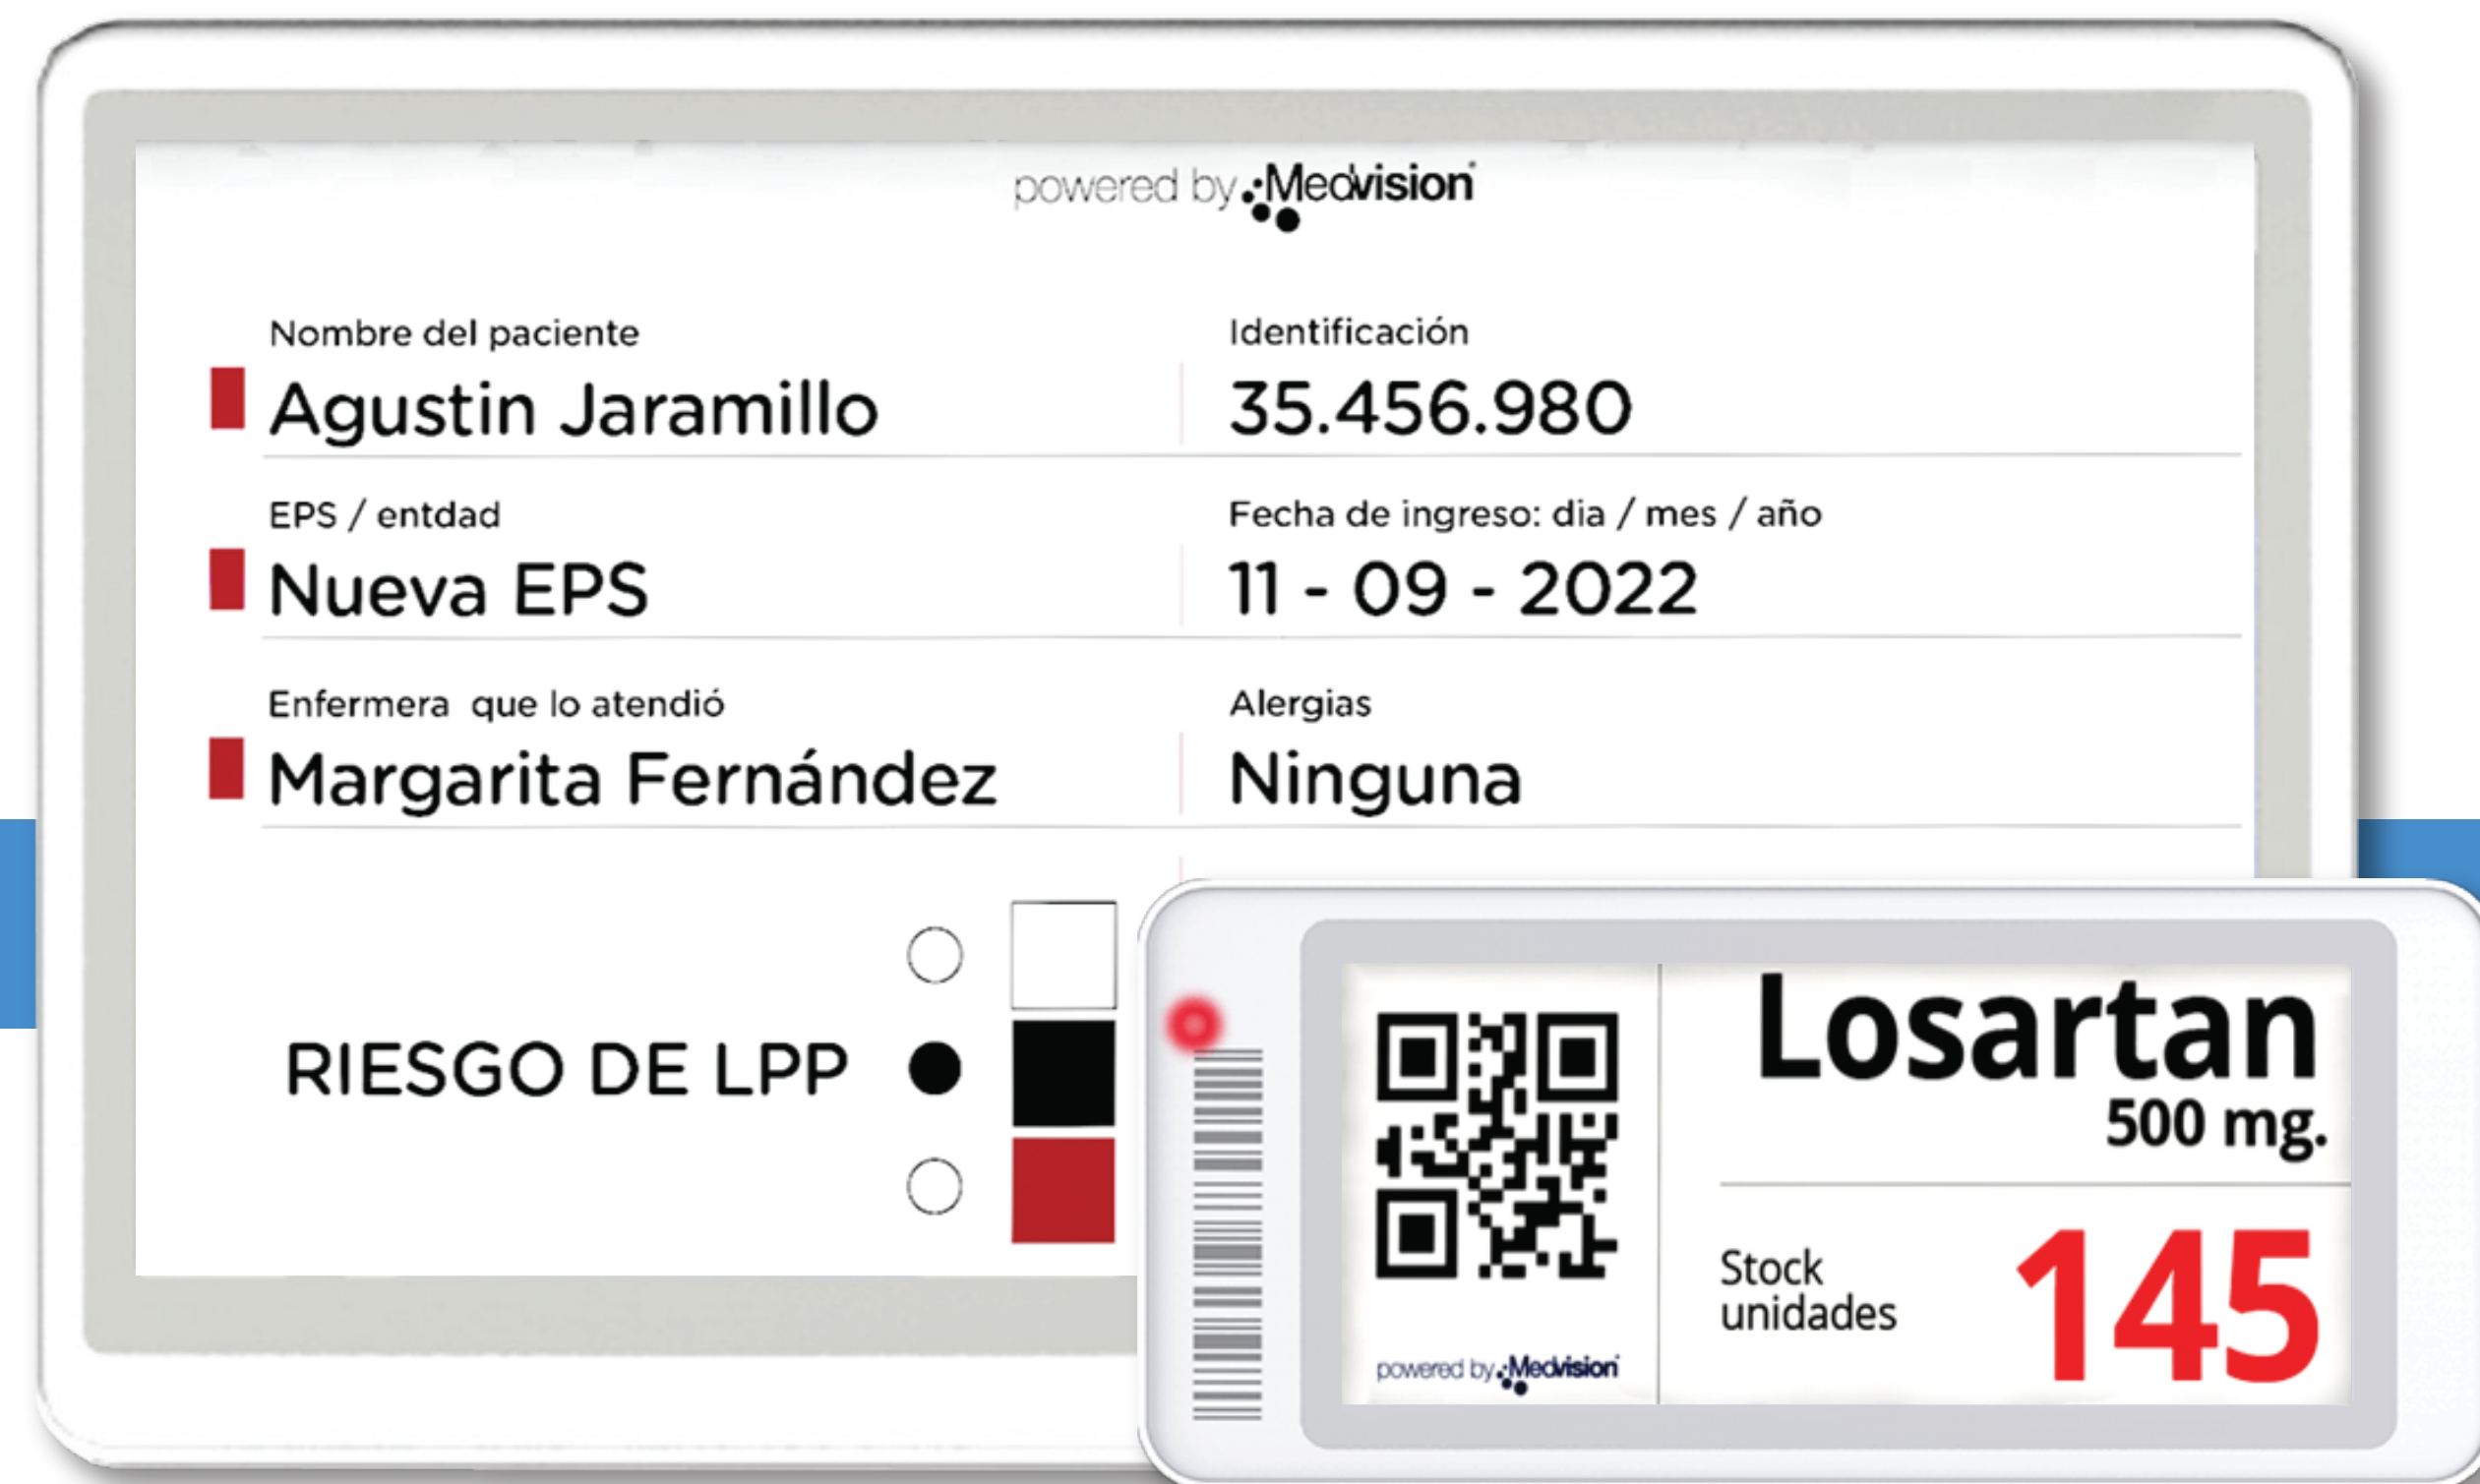 powered by Medvision
Nombre del paciente
Agustin Jaramillo
Identificación
35.456.980
EPS / entdad
Nueva EPS
Fecha de ingreso: dia / mes / año
11 - 09 - 2022
Enfermera que lo atendió
Margarita Fernández
Alergias
Ninguna
RIESGO DE LPP
Losartan
500 mg.
Stock
unidades
145
powered by Medvision